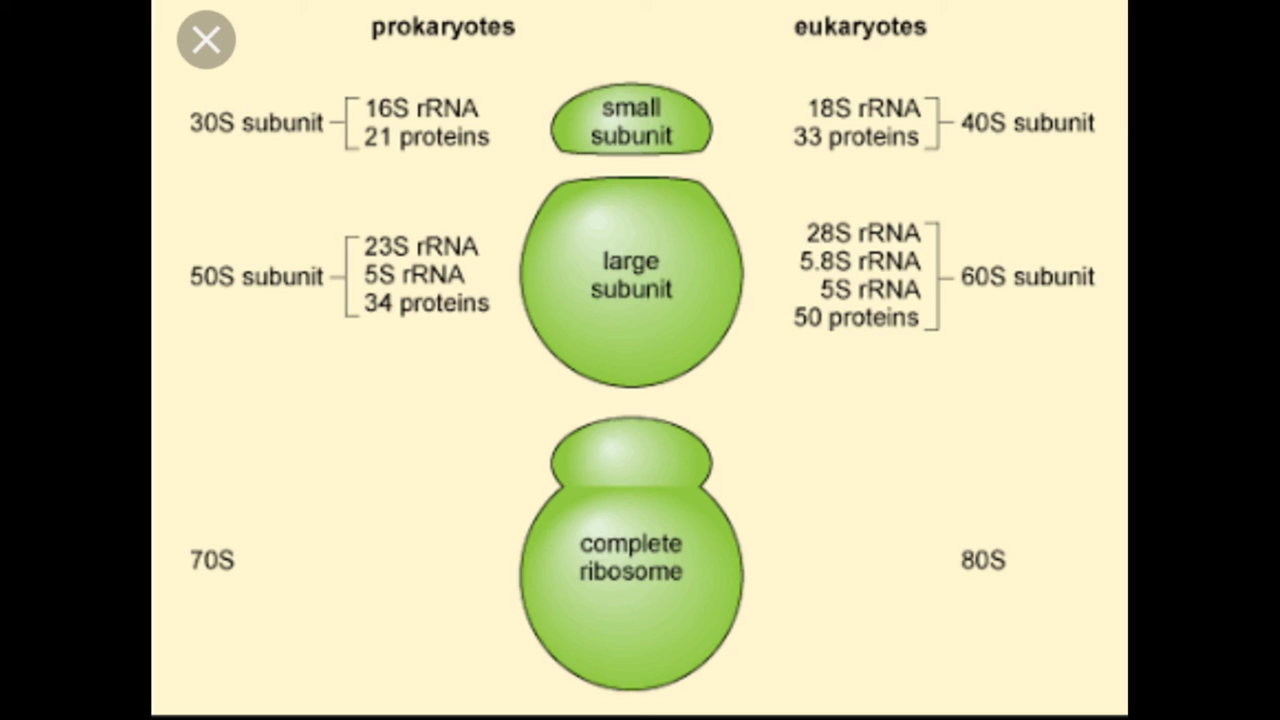 prokaryotes
eukaryotes
30S subunit
16S rRNA
21 proteins
small
subunit
18S rRNA
33 proteins
40S subunit
50S subunit
23S rRNA
5S rRNA
34 proteins
large
subunit
28S rRNA
5.8S rRNA
5S rRNA
50 proteins
60S subunit
70S
complete
ribosome
80S